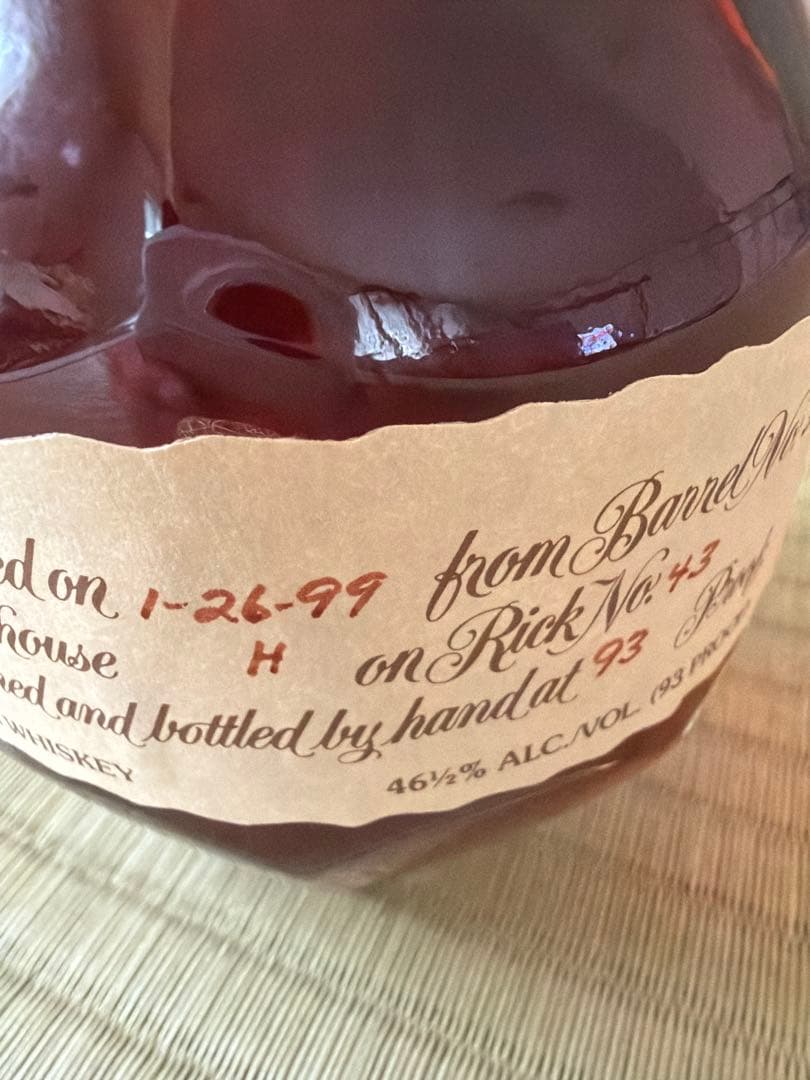 ed on 1-26-99 from Barrel No.
house H on Rick No. 43
ned and bottled by hand at 93 Proof
WHISKEY 46½% ALC./VOL. (93 PROOF)